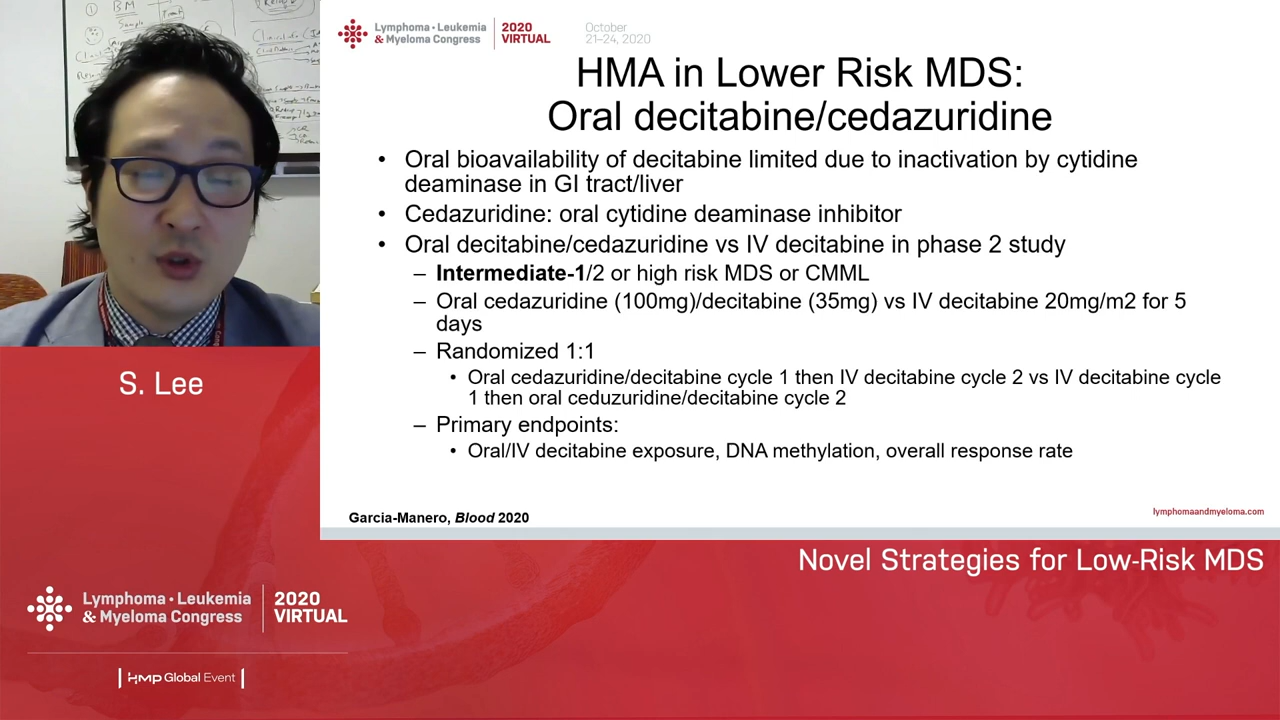 BM
Sample
Lymphoma • Leukemia
& Myeloma Congress
2020
VIRTUAL
October
21–24, 2020
HMA in Lower Risk MDS:
Oral decitabine/cedazuridine
• Oral bioavailability of decitabine limited due to inactivation by cytidine
deaminase in GI tract/liver
• Cedazuridine: oral cytidine deaminase inhibitor
• Oral decitabine/cedazuridine vs IV decitabine in phase 2 study
– Intermediate-1/2 or high risk MDS or CMML
– Oral cedazuridine (100mg)/decitabine (35mg) vs IV decitabine 20mg/m2 for 5
days
– Randomized 1:1
• Oral cedazuridine/decitabine cycle 1 then IV decitabine cycle 2 vs IV decitabine cycle
1 then oral ceduzuridine/decitabine cycle 2
– Primary endpoints:
• Oral/IV decitabine exposure, DNA methylation, overall response rate
Garcia-Manero, Blood 2020
lymphomaandmyeloma.com
S. Lee
Novel Strategies for Low-Risk MDS
Lymphoma • Leukemia
& Myeloma Congress
2020
VIRTUAL
HMP Global Event